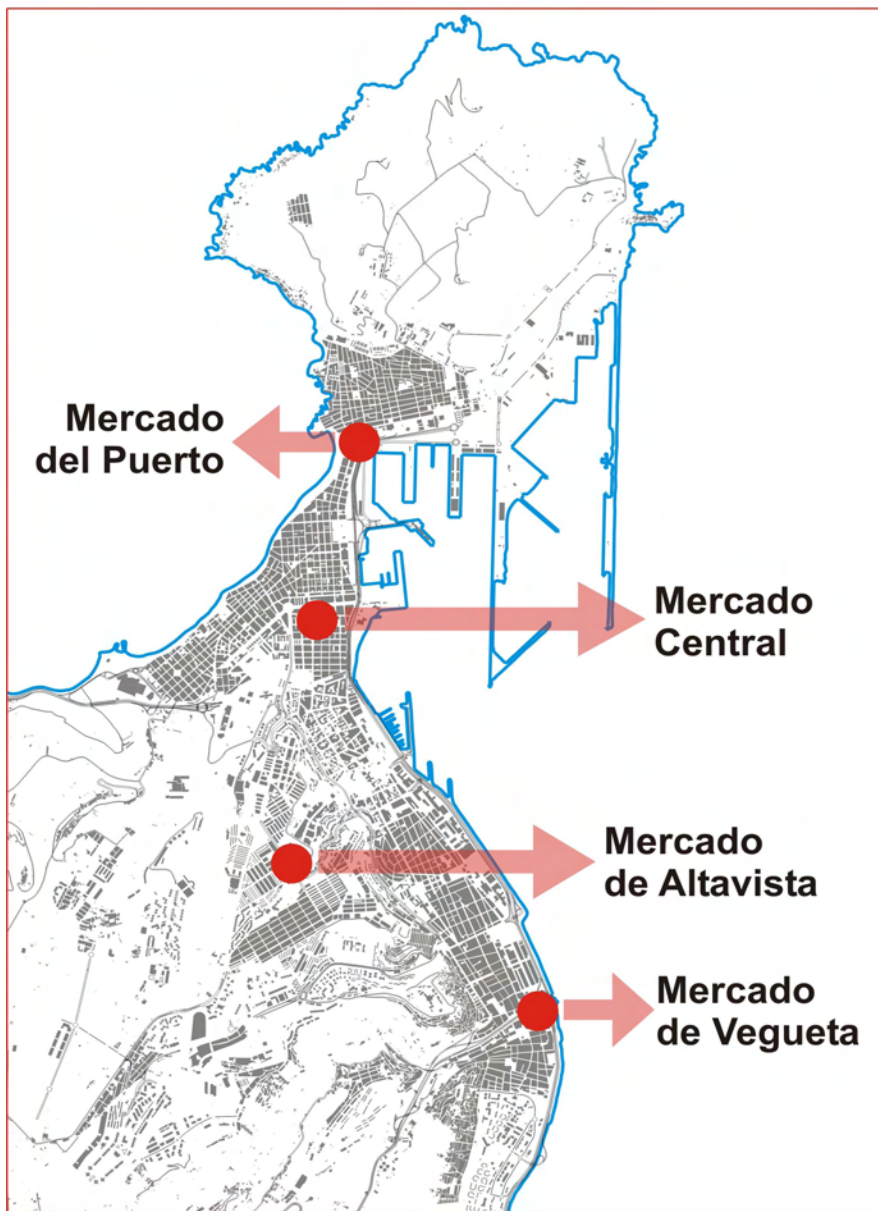 Mercado
del Puerto
Mercado
Central
Mercado
de Altavista
Mercado
de Vegueta